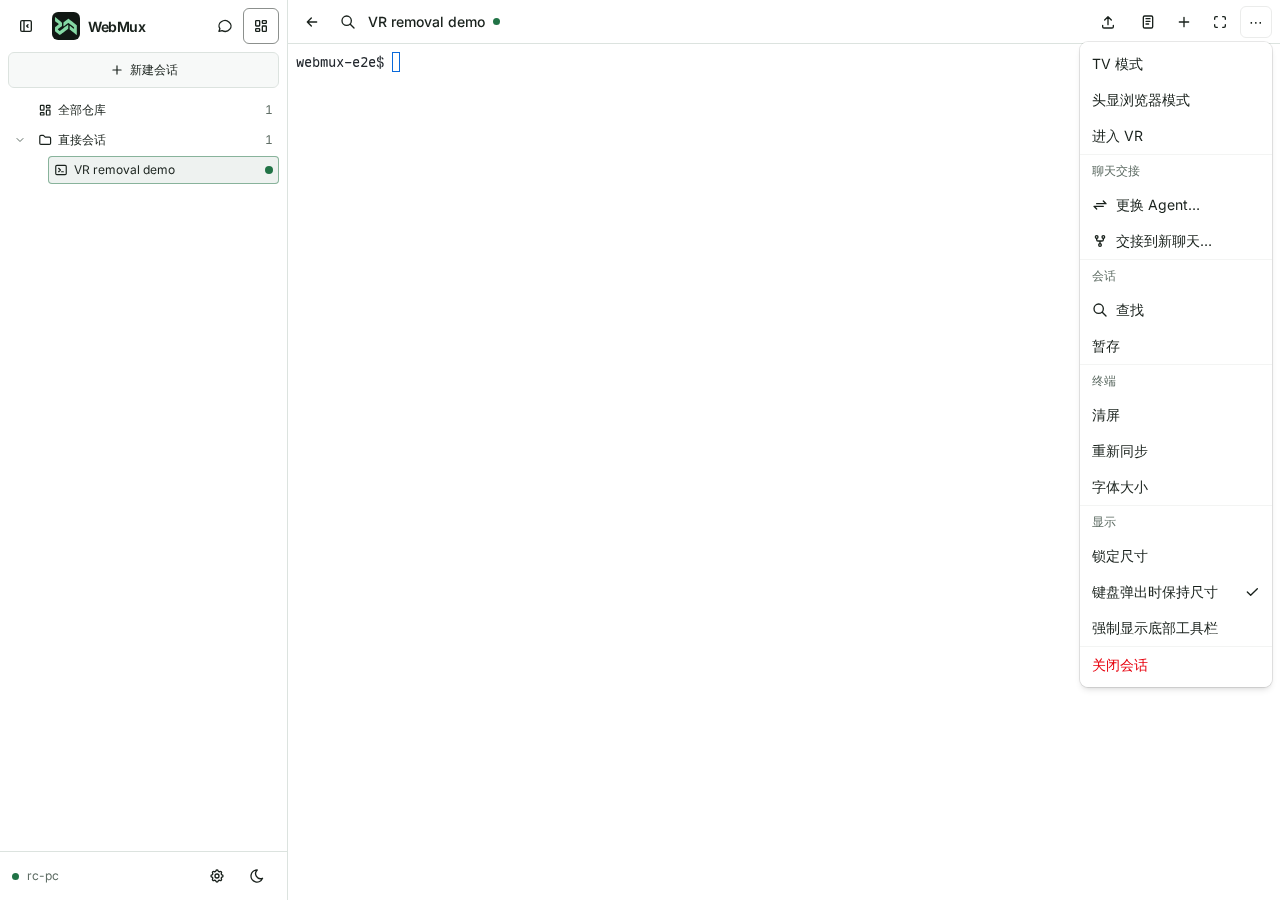 WebMux
新建会话
全部仓库 1
直接会话 1
VR removal demo
rc-pc
VR removal demo
webmux-e2e$
TV 模式
头显浏览器模式
进入 VR
聊天交接
更换 Agent...
交接到新聊天...
会话
查找
暂存
终端
清屏
重新同步
字体大小
显示
锁定尺寸
键盘弹出时保持尺寸
强制显示底部工具栏
关闭会话